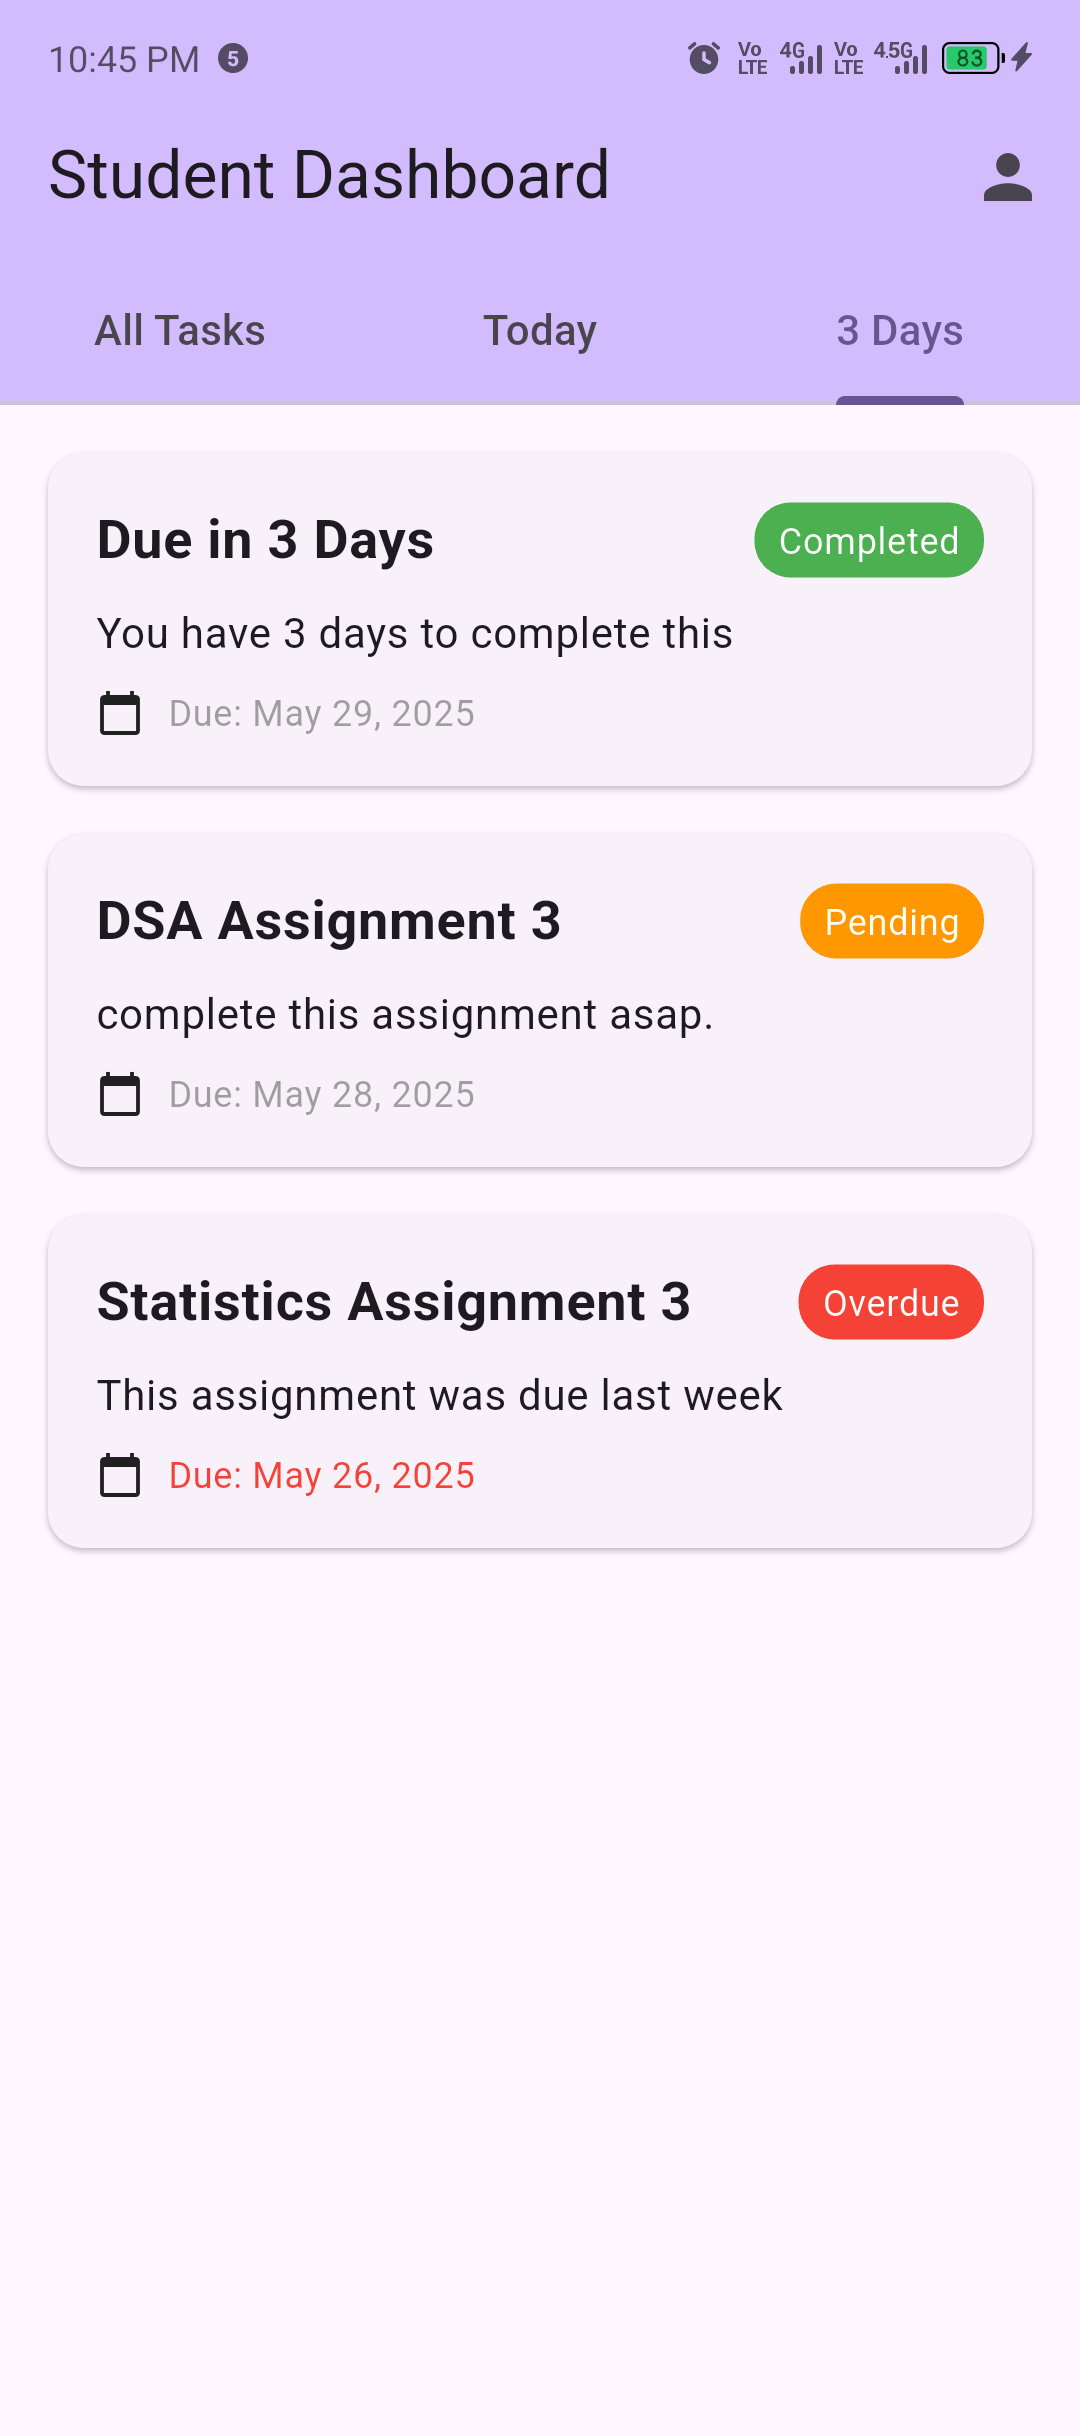 10:45 PM 5 Vo LTE 4G Vo LTE 4.5G 83
Student Dashboard
All Tasks Today 3 Days
Due in 3 Days Completed
You have 3 days to complete this
Due: May 29, 2025
DSA Assignment 3 Pending
complete this assignment asap.
Due: May 28, 2025
Statistics Assignment 3 Overdue
This assignment was due last week
Due: May 26, 2025